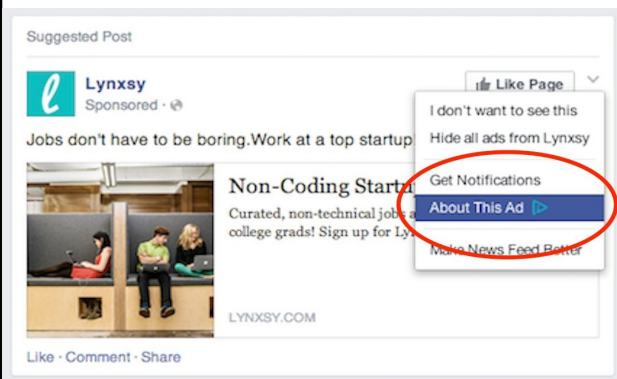 Suggested Post
Lynxsy
Like Page
Sponsored ·
I don't want to see this
Jobs don't have to be boring.Work at a top startup
Hide all ads from Lynxsy
Non-Coding Startu
Get Notifications
Curated, non-technical jobs a
About This Ad
college grads! Sign up for Ly
Make News Feed Better
LYNXSY.COM
Like · Comment · Share